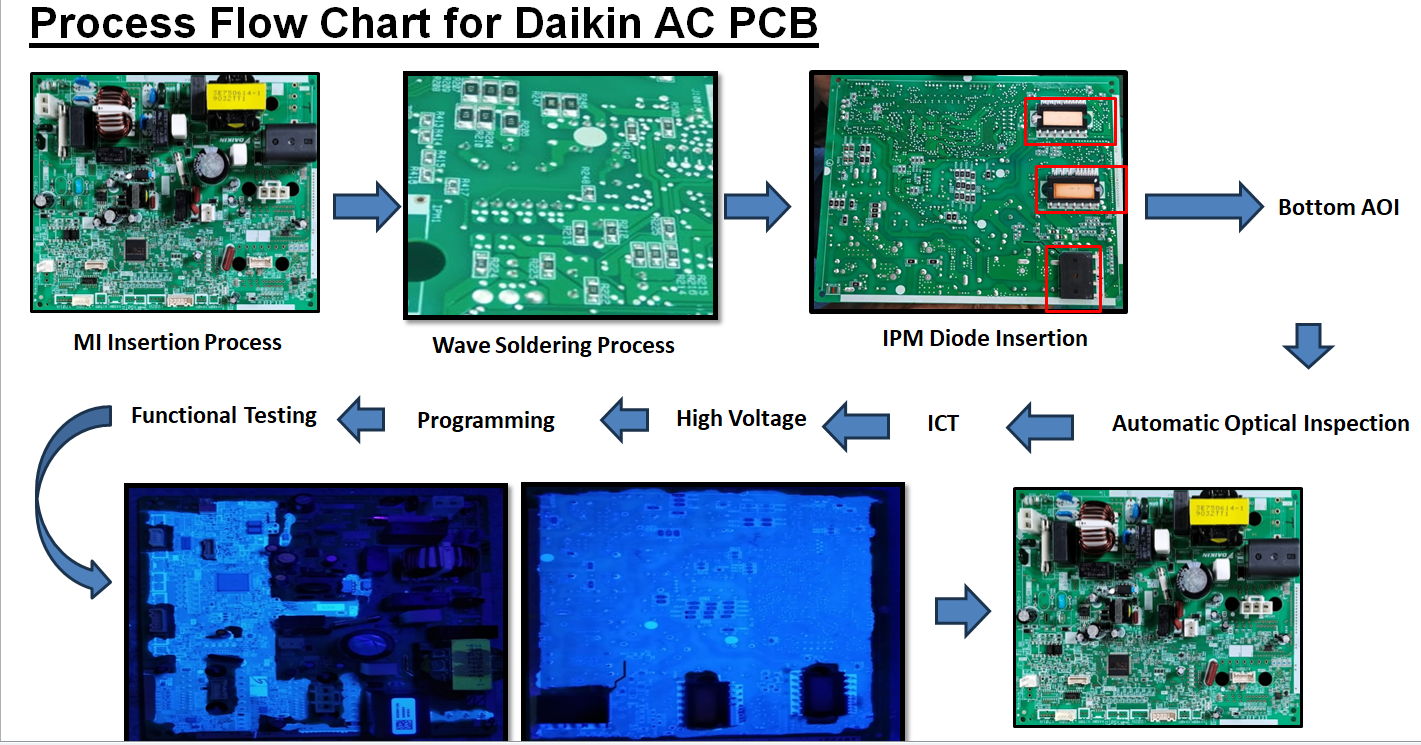 Process Flow Chart for Daikin AC PCB
MI Insertion Process
Wave Soldering Process
IPM Diode Insertion
Bottom AOI
Automatic Optical Inspection
ICT
High Voltage
Programming
Functional Testing